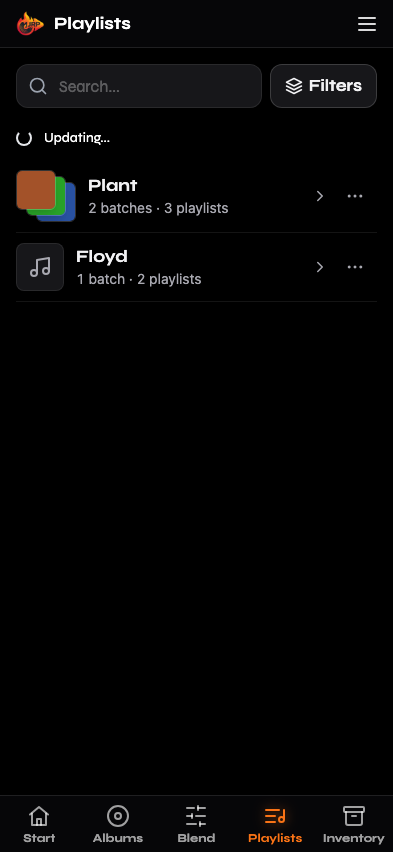 Playlists
Search...
Filters
Updating...
Plant
2 batches · 3 playlists
Floyd
1 batch · 2 playlists
Start
Albums
Blend
Playlists
Inventory